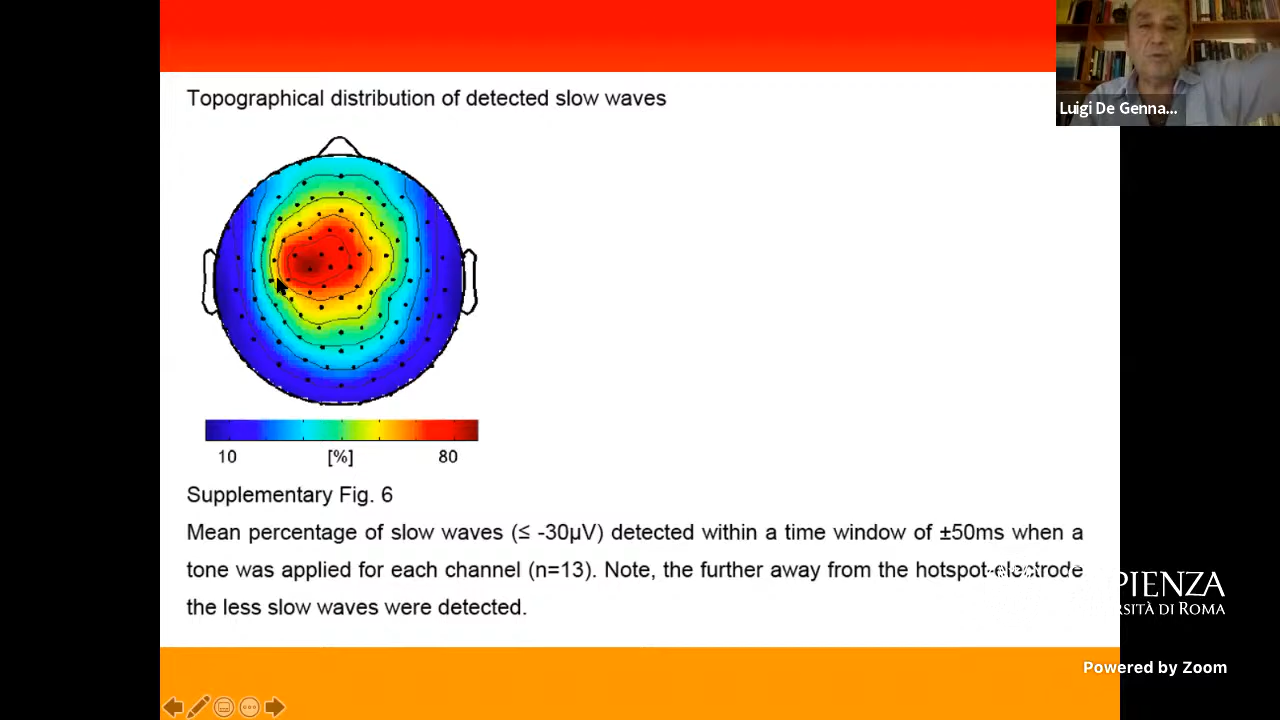 Topographical distribution of detected slow waves
Luigi De Genna...
10 [%] 80
Supplementary Fig. 6
Mean percentage of slow waves (≤ -30µV) detected within a time window of ±50ms when a
tone was applied for each channel (n=13). Note, the further away from the hotspot electrode
the less slow waves were detected.
PIENZA
RSITÀ DI ROMA
Powered by Zoom